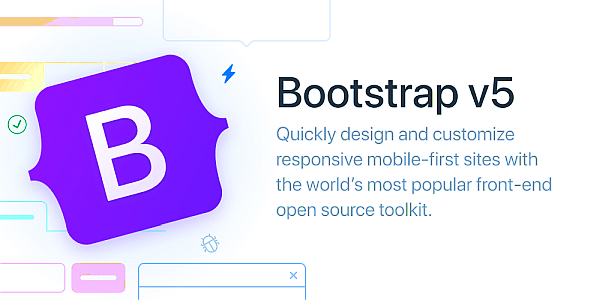 B
Bootstrap v5
Quickly design and customize
responsive mobile-first sites with
the world's most popular front-end
open source toolkit.